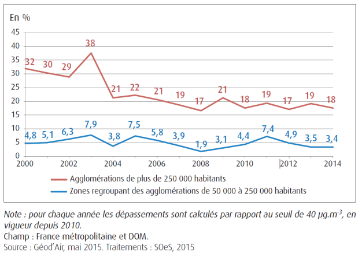 En %
45
40
35
30
25
20
15
10
5
0
32 30 29 38 21 22 21 19 17 21 18 19 17 19 18
4,8 5,1 6,3 7,9 3,8 7,5 5,8 3,9 1,9 3,1 4,4 7,4 4,9 3,5 3,4
2000 2002 2004 2006 2008 2010 2012 2014
Agglomérations de plus de 250 000 habitants
Zones regroupant des agglomérations de 50 000 à 250 000 habitants
Note : pour chaque année les dépassements sont calculés par rapport au seuil de 40 µg.m⁻³, en
vigueur depuis 2010.
Champ : France métropolitaine et DOM.
Source : Géod'Air, mai 2015. Traitements : SOeS, 2015